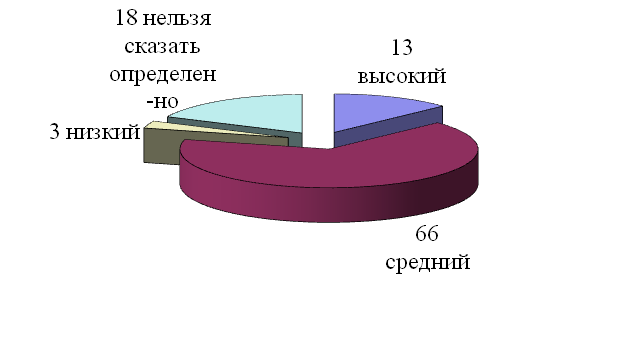 18 нельзя
сказать
определен
-но
13
высокий
3 низкий
66
средний